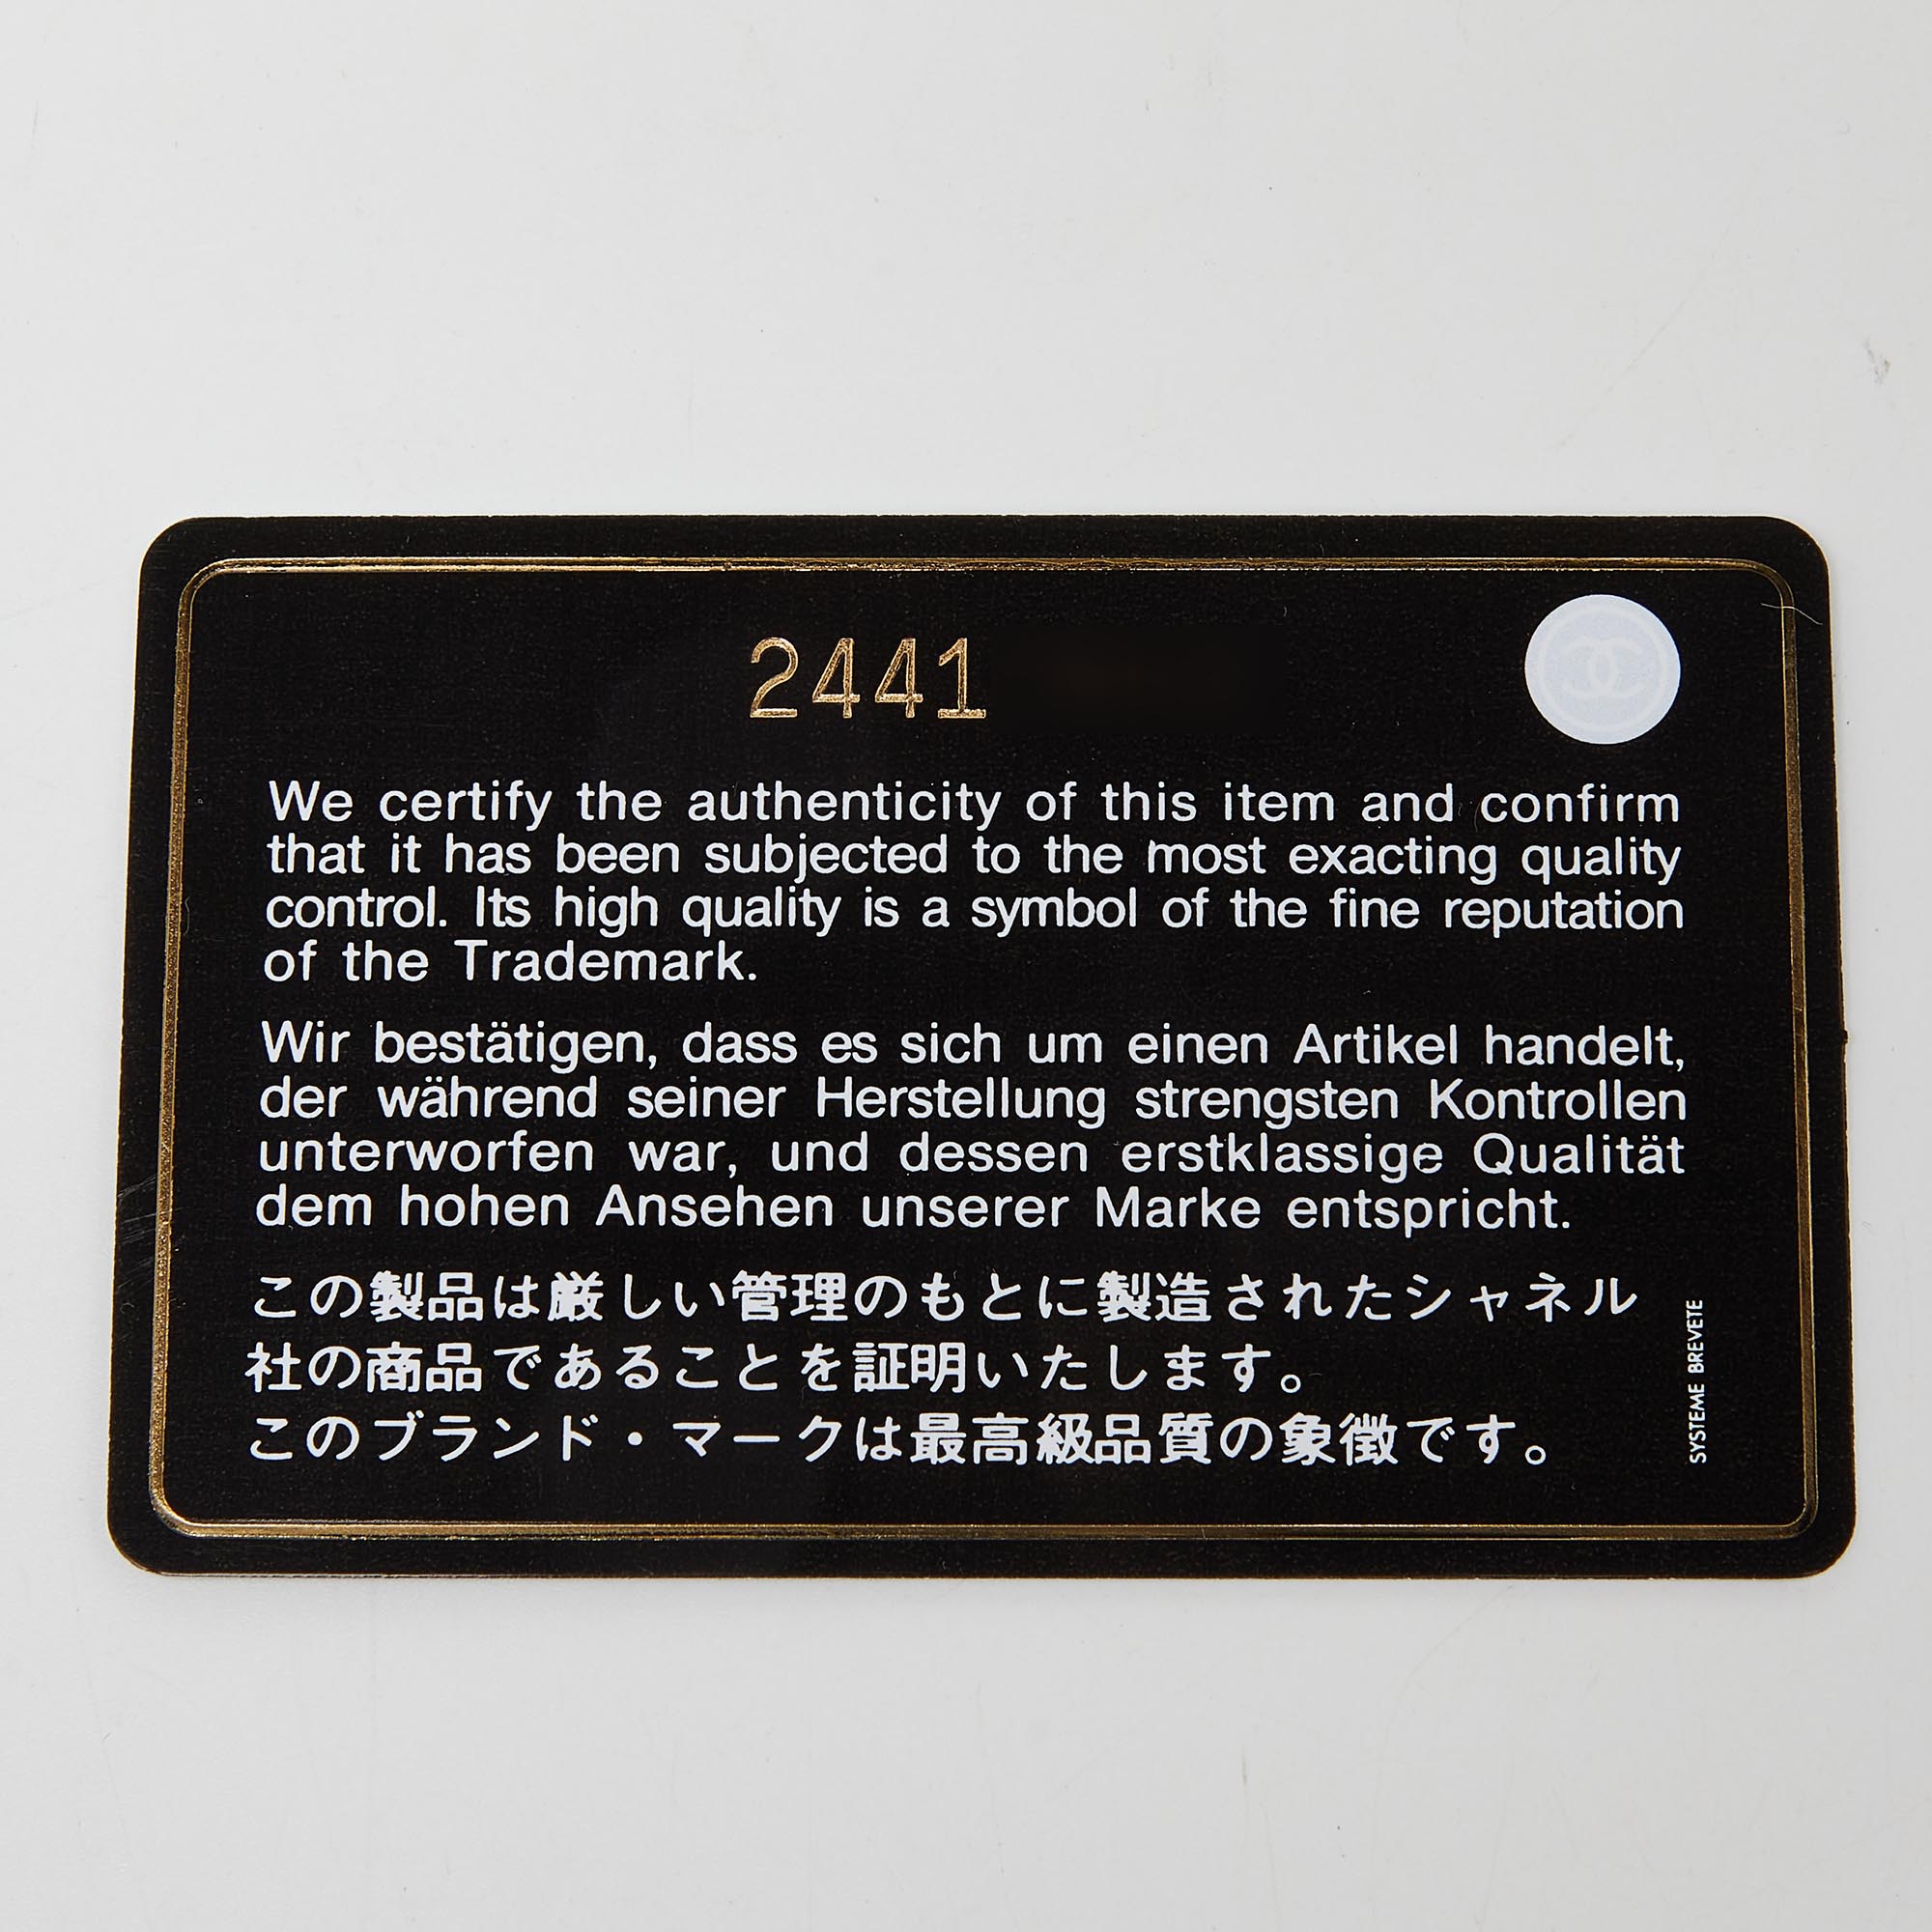 2441
We certify the authenticity of this item and confirm
that it has been subjected to the most exacting quality
control. Its high quality is a symbol of the fine reputation
of the Trademark.
Wir bestätigen, dass es sich um einen Artikel handelt,
der während seiner Herstellung strengsten Kontrollen
unterworfen war, und dessen erstklassige Qualität
dem hohen Ansehen unserer Marke entspricht.
この製品は厳しい管理のもとに製造されたシャネル
社の商品であることを証明いたします。
このブランド・マークは最高級品質の象徴です。
SYSTEME BREVETE